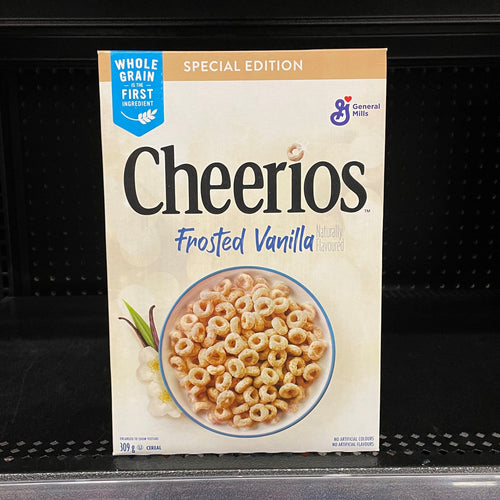 WHOLE
GRAIN
IS THE
FIRST
INGREDIENT
SPECIAL EDITION
General
Mills
Cheerios™
Frosted Vanilla
Naturally
Flavoured
ENLARGED TO SHOW TEXTURE
309 g CEREAL
NO ARTIFICIAL COLOURS
NO ARTIFICIAL FLAVOURS